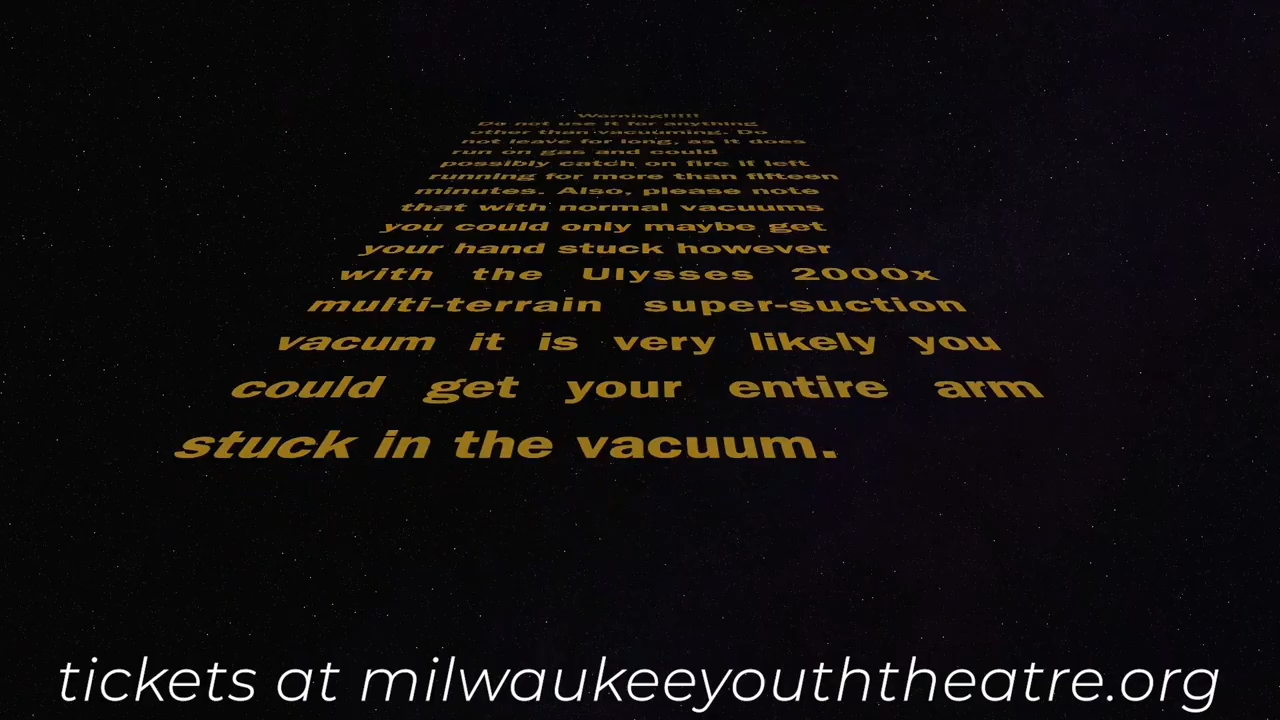 Warning!!!!!
Do not use it for anything
other than vacuuming. Do
not leave for long, as it does
run on gas and could
possibly catch on fire if left
running for more than fifteen
minutes. Also, please note
that with normal vacuums
you could only maybe get
your hand stuck however
with the Ulysses 2000x
multi-terrain super-suction
vacum it is very likely you
could get your entire arm
stuck in the vacuum.
tickets at milwaukeeyouththeatre.org